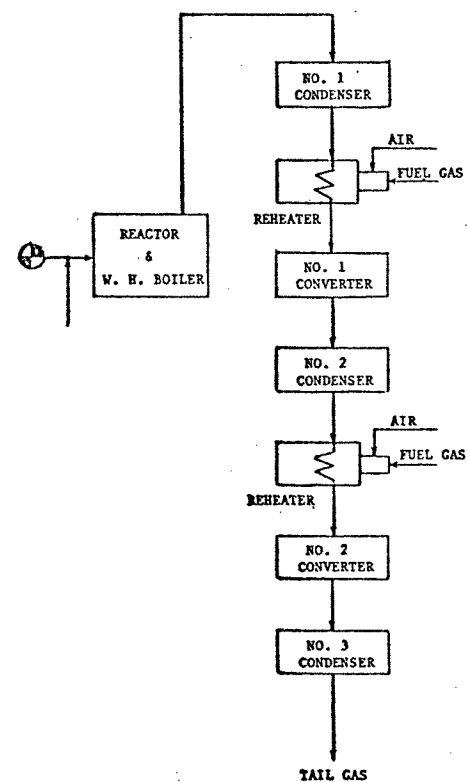 NO. 1
CONDENSER
AIR
FUEL GAS
REHEATER
REACTOR
&
W. H. BOILER
NO. 1
CONVERTER
NO. 2
CONDENSER
AIR
FUEL GAS
REHEATER
NO. 2
CONVERTER
NO. 3
CONDENSER
TAIL GAS